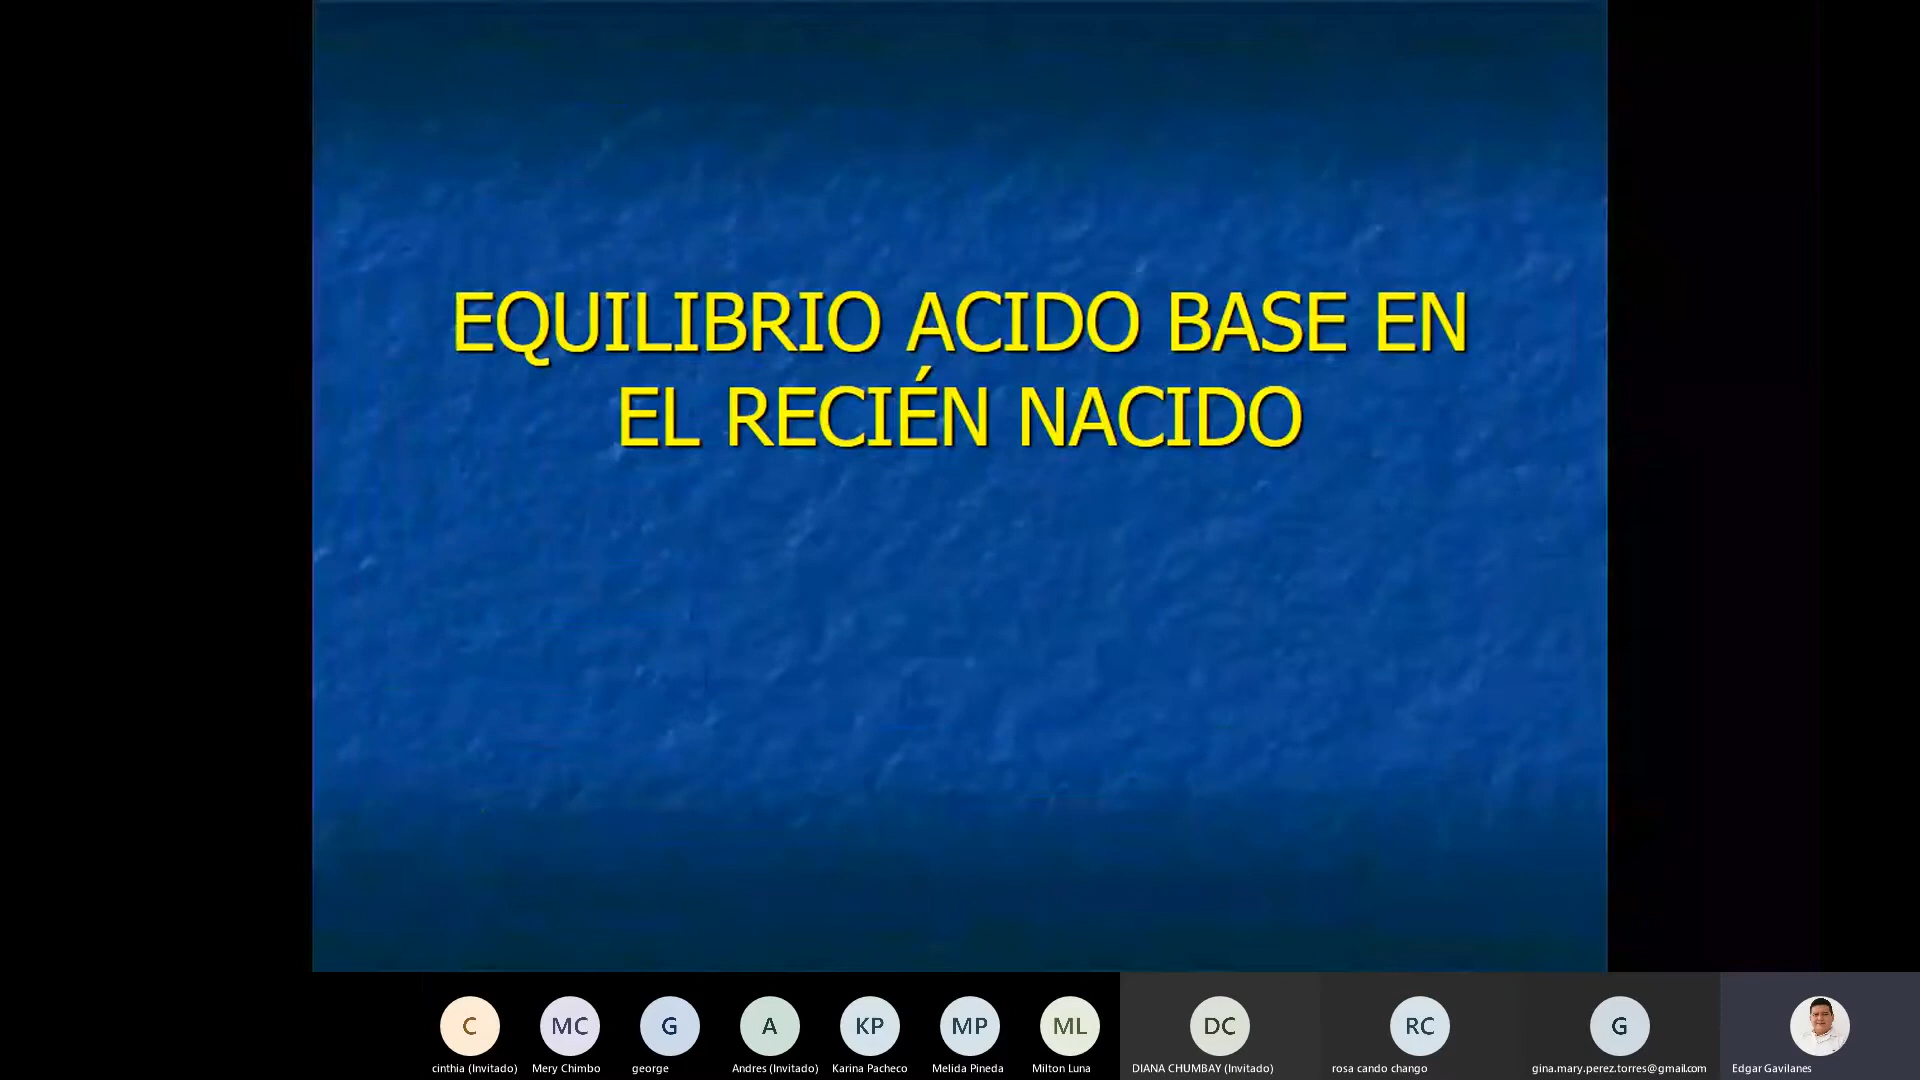 EQUILIBRIO ACIDO BASE EN
EL RECIÉN NACIDO
C
MC
G
A
KP
MP
ML
DC
RC
G
cinthia (Invitado)
Mery Chimbo
george
Andres (Invitado)
Karina Pacheco
Melida Pineda
Milton Luna
DIANA CHUMBAY (Invitado)
rosa cando chango
gina.mary.perez.torres@gmail.com
Edgar Gavilanes